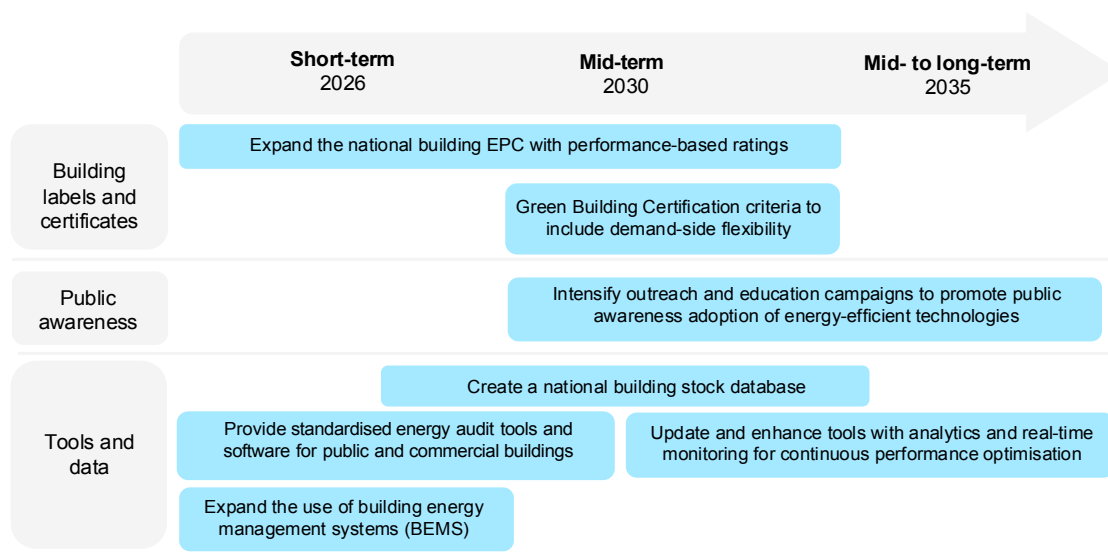 Short-term
2026
Mid-term
2030
Mid- to long-term
2035
Building
labels and
certificates
Expand the national building EPC with performance-based ratings
Green Building Certification criteria to
include demand-side flexibility
Public
awareness
Intensify outreach and education campaigns to promote public
awareness adoption of energy-efficient technologies
Tools and
data
Create a national building stock database
Provide standardised energy audit tools and
software for public and commercial buildings
Update and enhance tools with analytics and real-time
monitoring for continuous performance optimisation
Expand the use of building energy
management systems (BEMS)